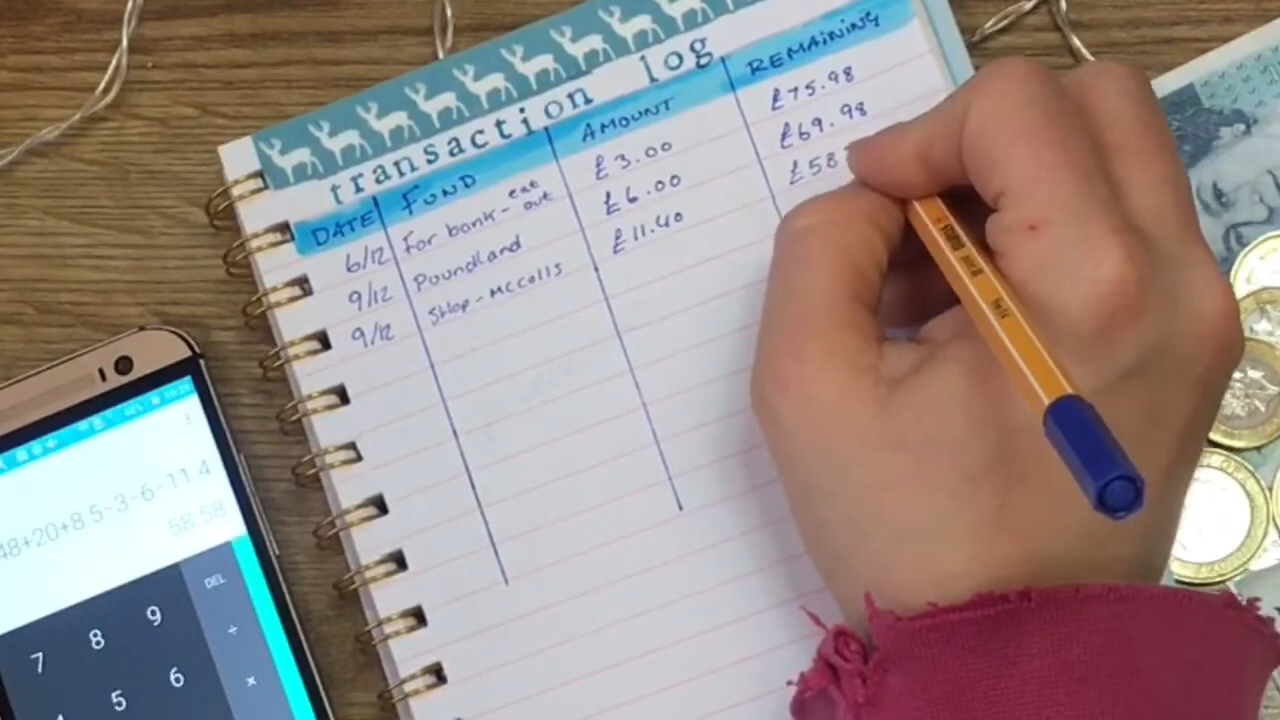 transaction log
DATE FUND AMOUNT REMAINING
6/12 For bank - eat out £3.00 £75.98
9/12 Poundland £6.00 £69.98
9/12 Shop - McColls £11.40 £58
48+20+8.5-3-6-11.4
58.58
DEL
7 8 9 ÷
5 6 ×
stabilo